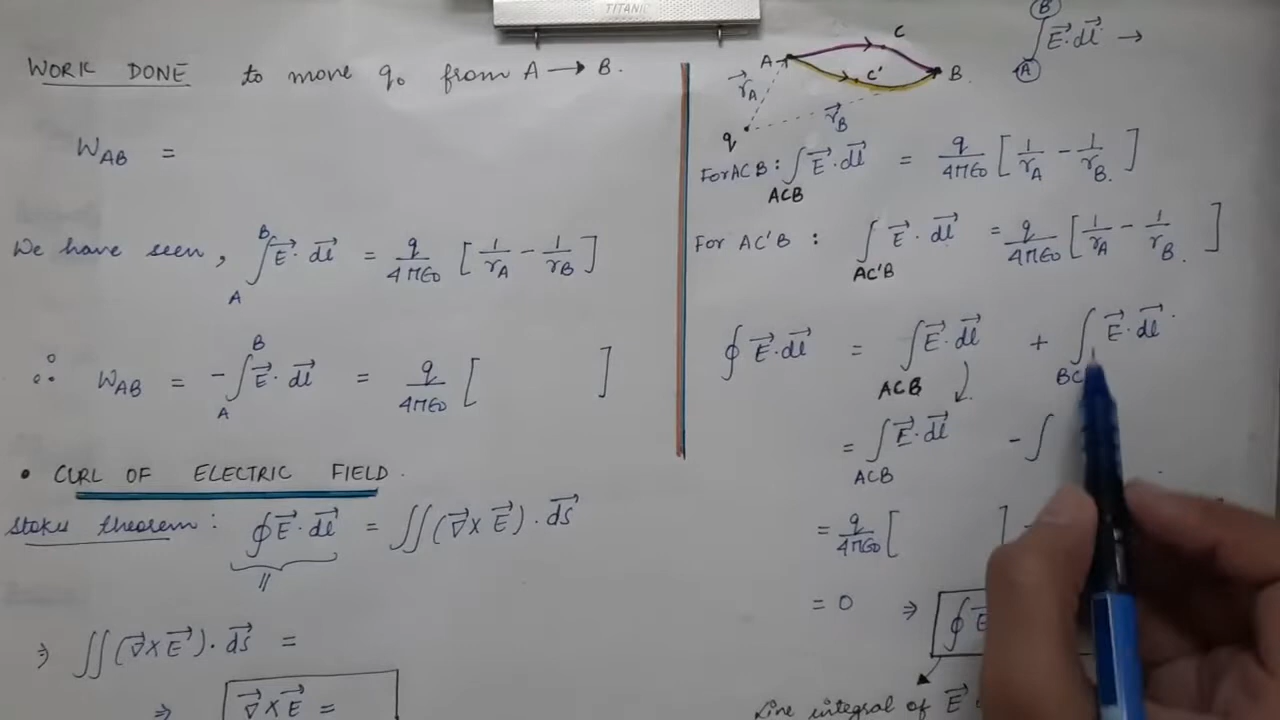 TITANIC
WORK DONE to move q₀ from A → B.
W_AB =
We have seen, ∫_A^B E⃗·dl⃗ = q/4πε₀ [1/r_A − 1/r_B]
∴ W_AB = −∫_A^B E⃗·dl⃗ = q/4πε₀ [ ]
• CURL OF ELECTRIC FIELD.
Stokes theorem: ∮E⃗·dl⃗ = ∬(∇⃗×E⃗)·ds⃗
||
⇒ ∬(∇⃗×E⃗)·ds⃗ =
⇒ ∇⃗×E⃗ =
A C C' B r⃗_A r⃗_B q
∫_A^B E⃗·dl⃗ →
For ACB: ∫_ACB E⃗·dl⃗ = q/4πε₀ [1/r_A − 1/r_B.]
For AC'B: ∫_AC'B E⃗·dl⃗ = q/4πε₀ [1/r_A − 1/r_B.]
∮E⃗·dl⃗ = ∫_ACB E⃗·dl⃗ + ∫_BC E⃗·dl⃗
= ∫_ACB E⃗·dl⃗ − ∫
= q/4πε₀ [ ]
= 0 ⇒ ∮E⃗
Line integral of E⃗